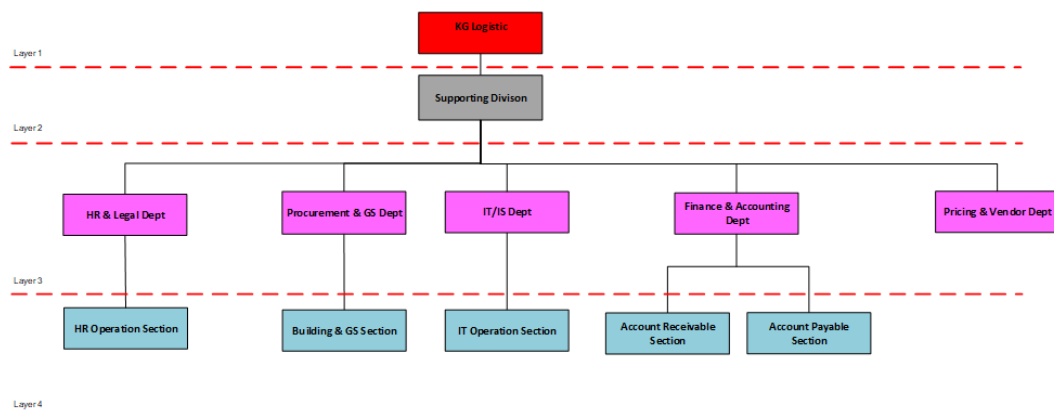 KG Logistic
Layer 1
Supporting Divison
Layer 2
HR & Legal Dept
Procurement & GS Dept
IT/IS Dept
Finance & Accounting
Dept
Pricing & Vendor Dept
Layer 3
HR Operation Section
Building & GS Section
IT Operation Section
Account Receivable
Section
Account Payable
Section
Layer 4